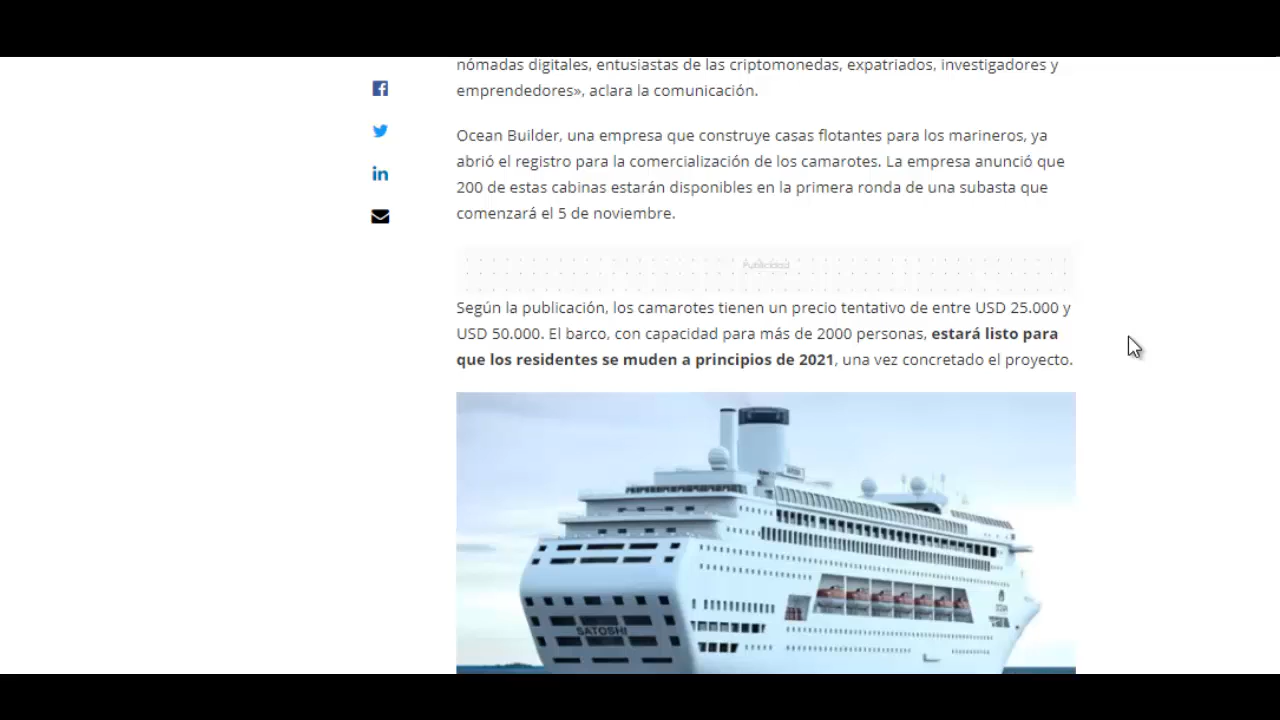 nómadas digitales, entusiastas de las criptomonedas, expatriados, investigadores y
emprendedores», aclara la comunicación.
Ocean Builder, una empresa que construye casas flotantes para los marineros, ya
abrió el registro para la comercialización de los camarotes. La empresa anunció que
200 de estas cabinas estarán disponibles en la primera ronda de una subasta que
comenzará el 5 de noviembre.
Publicidad
Según la publicación, los camarotes tienen un precio tentativo de entre USD 25.000 y
USD 50.000. El barco, con capacidad para más de 2000 personas, estará listo para
que los residentes se muden a principios de 2021, una vez concretado el proyecto.
SATOSHI